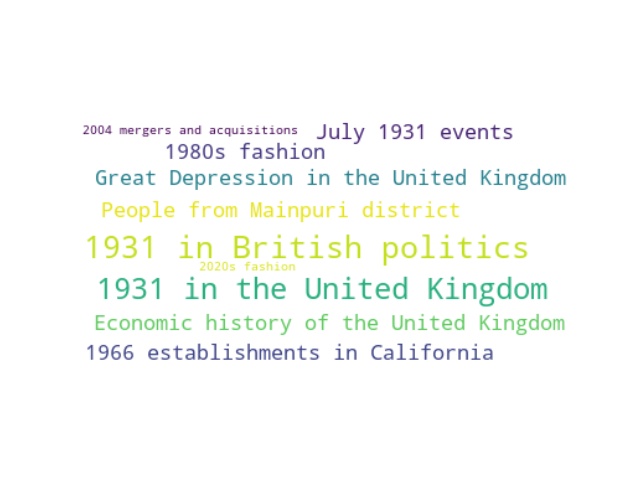 2004 mergers and acquisitions
July 1931 events
1980s fashion
Great Depression in the United Kingdom
People from Mainpuri district
1931 in British politics
2020s fashion
1931 in the United Kingdom
Economic history of the United Kingdom
1966 establishments in California